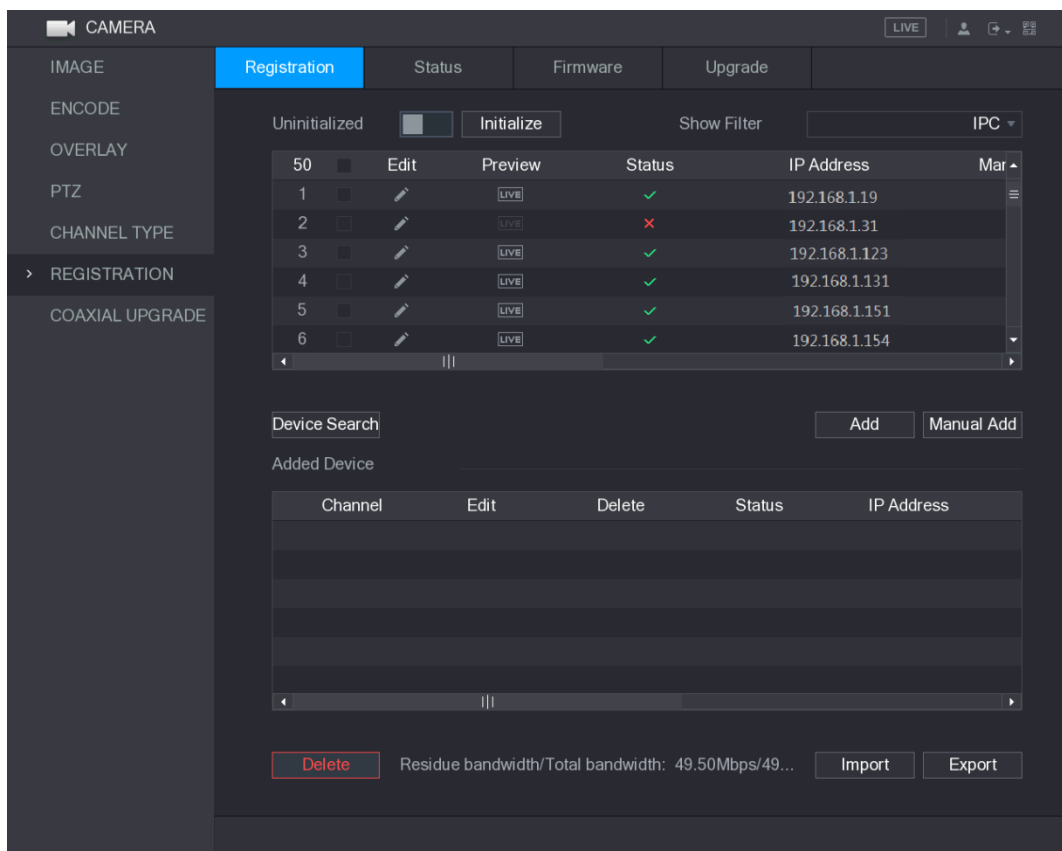 CAMERA LIVE
IMAGE Registration Status Firmware Upgrade
ENCODE Uninitialized Initialize Show Filter IPC
OVERLAY
50 Edit Preview Status IP Address Mar
PTZ 1 LIVE 192.168.1.19
2 LIVE 192.168.1.31
CHANNEL TYPE
3 LIVE 192.168.1.123
REGISTRATION
4 LIVE 192.168.1.131
COAXIAL UPGRADE 5 LIVE 192.168.1.151
6 LIVE 192.168.1.154
Device Search Add Manual Add
Added Device
Channel Edit Delete Status IP Address
Delete Residue bandwidth/Total bandwidth: 49.50Mbps/49... Import Export